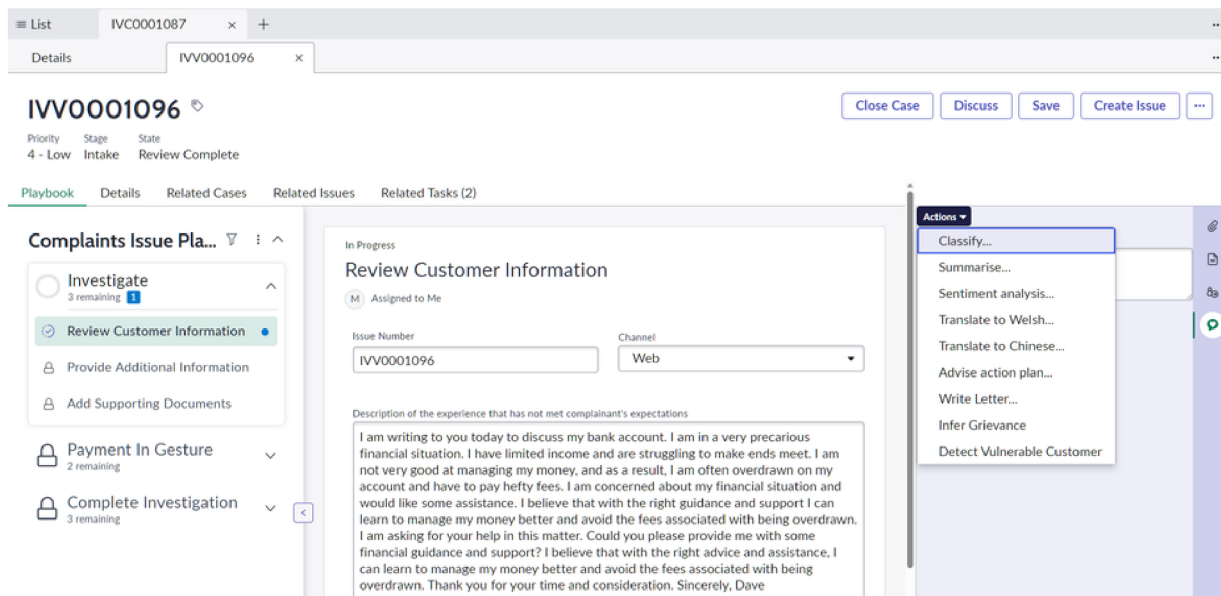 List
IVC0001087
Details
IVV0001096
IVV0001096
Close Case
Discuss
Save
Create Issue
Priority
Stage
State
4 - Low
Intake
Review Complete
Playbook
Details
Related Cases
Related Issues
Related Tasks (2)
Complaints Issue Pla...
Investigate
3 remaining 1
Review Customer Information
Provide Additional Information
Add Supporting Documents
Payment In Gesture
2 remaining
Complete Investigation
3 remaining
In Progress
Review Customer Information
M Assigned to Me
Issue Number
IVV0001096
Channel
Web
Description of the experience that has not met complainant's expectations
I am writing to you today to discuss my bank account. I am in a very precarious
financial situation. I have limited income and are struggling to make ends meet. I am
not very good at managing my money, and as a result, I am often overdrawn on my
account and have to pay hefty fees. I am concerned about my financial situation and
would like some assistance. I believe that with the right guidance and support I can
learn to manage my money better and avoid the fees associated with being overdrawn.
I am asking for your help in this matter. Could you please provide me with some
financial guidance and support? I believe that with the right advice and assistance, I
can learn to manage my money better and avoid the fees associated with being
overdrawn. Thank you for your time and consideration. Sincerely, Dave
Actions
Classify...
Summarise...
Sentiment analysis...
Translate to Welsh...
Translate to Chinese...
Advise action plan...
Write Letter...
Infer Grievance
Detect Vulnerable Customer